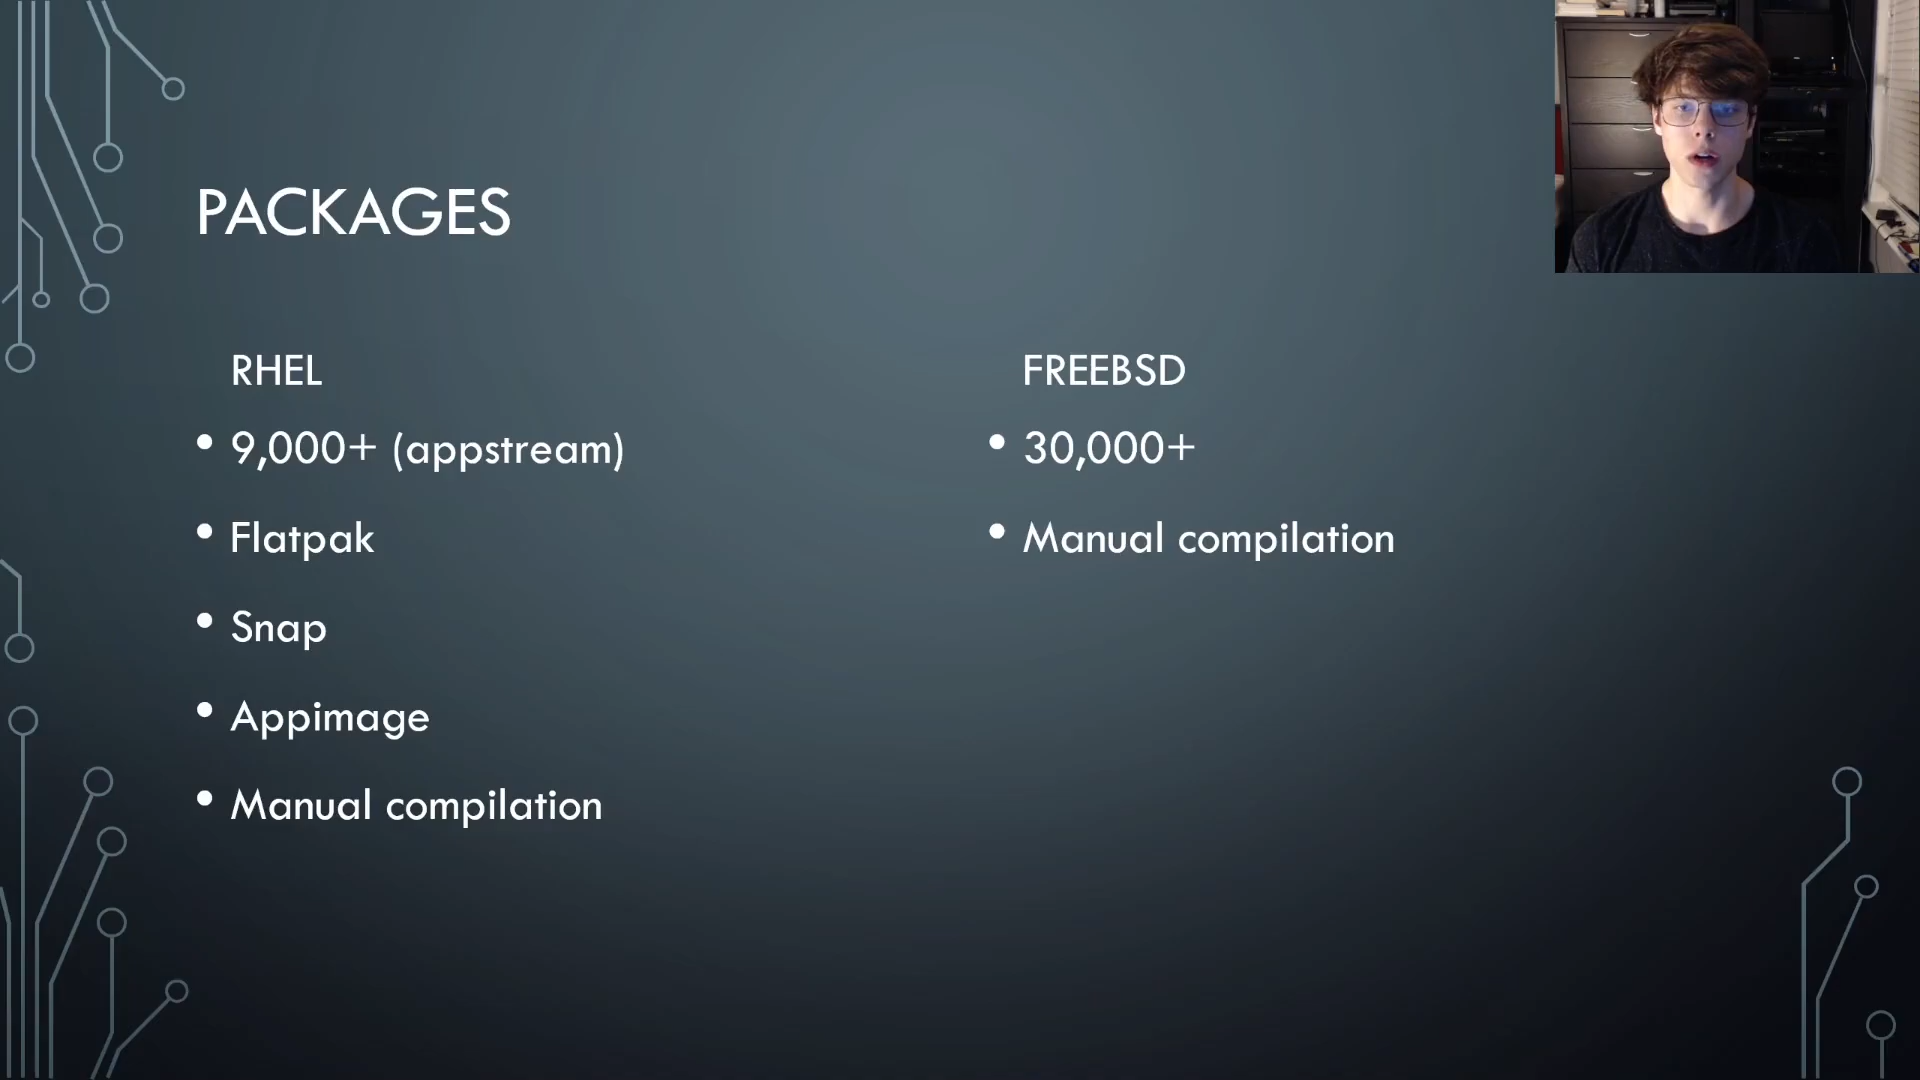 PACKAGES
RHEL
• 9,000+ (appstream)
• Flatpak
• Snap
• Appimage
• Manual compilation
FREEBSD
• 30,000+
• Manual compilation